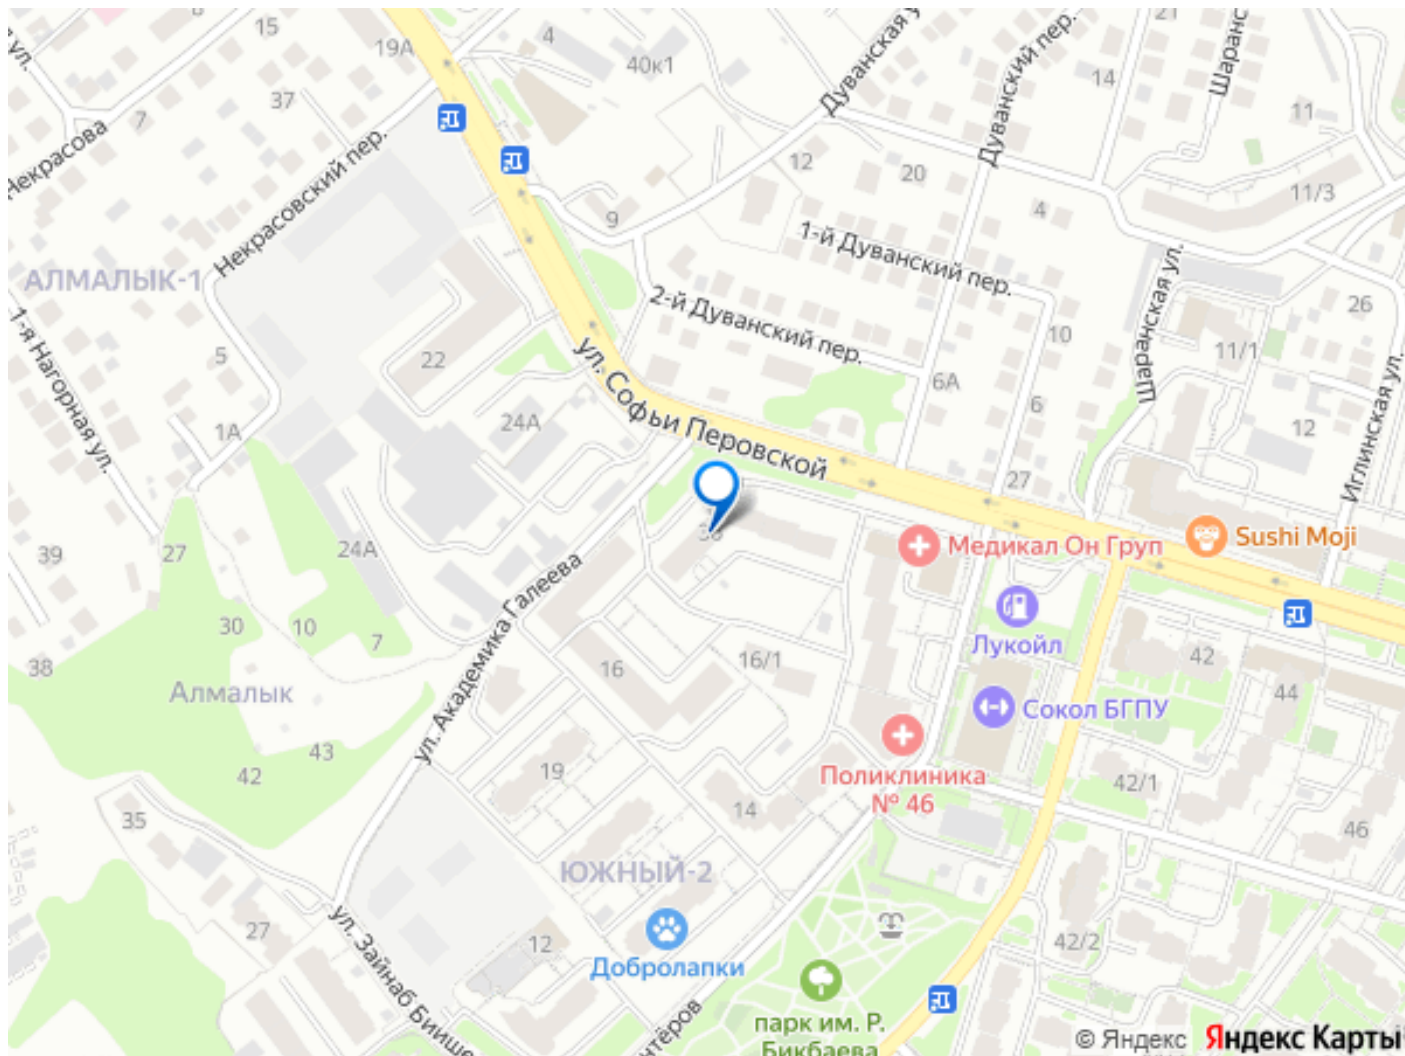 15
19А
4
40к1
Дуванская у
Дуванский пер.
21
Шаранс
14
11
ул.
37
7
Некрасова
Некрасовский пер.
12
20
11/3
9
4
1-й Дуванский пер.
АЛМАЛЫК-1
2-й Дуванский пер.
Шаранская ул.
26
1-я Нагорная ул.
5
22
10
11/1
ул. Софьи Перовской
6А
6
1А
24А
12
Иглинская ул.
27
39
27
24А
Медикал Он Груп
Sushi Moji
ул. Академика Галеева
30
10
7
Лукойл
38
16
16/1
42
Алмалык
44
Сокол БГПУ
43
42
19
Поликлиника
№ 46
42/1
35
14
46
ЮЖНЫЙ-2
27
ул. Зайнаб Биише
12
Добролапки
42/2
нтёров
парк им. Р.
Бикбаева
© Яндекс Яндекс Карты